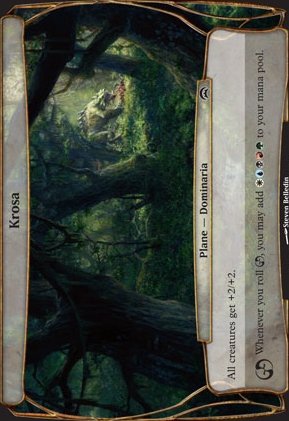 Krosa
Plane — Dominaria
All creatures get +2/+2.
Whenever you roll , you may add to your mana pool.
Steven Belledin